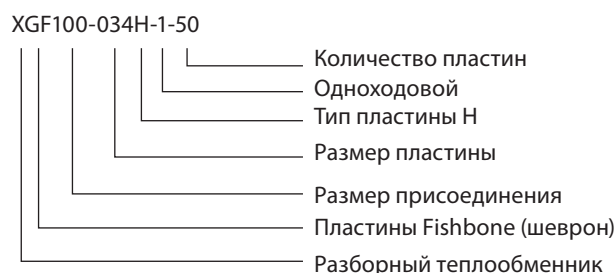 XGF100-034H-1-50
Количество пластин
Одноходовой
Тип пластины H
Размер пластины
Размер присоединения
Пластины Fishbone (шеврон)
Разборный теплообменник